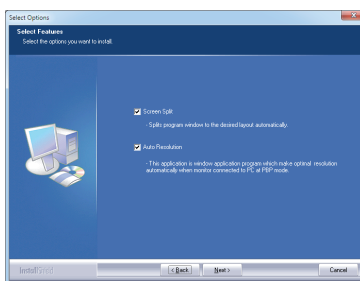 Select Options
Select Features
Select the options you want to install.
Screen Split
- Splits program window to the desired layout automatically.
Auto Resolution
- This application is window application program which make optimal resolution
automatically when monitor connected to PC at PBP mode.
InstallShield
< Back
Next >
Cancel